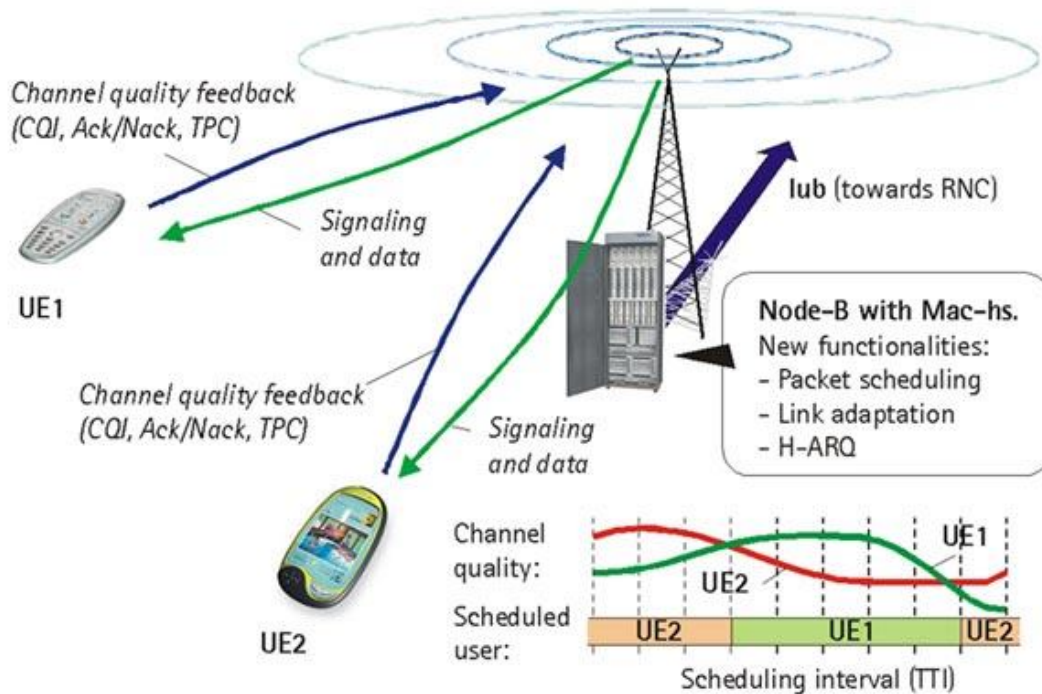 Channel quality feedback
(CQI, Ack/Nack, TPC)
Iub (towards RNC)
Signaling
and data
UE1
Node-B with Mac-hs.
New functionalities:
- Packet scheduling
- Link adaptation
- H-ARQ
Channel quality feedback
(CQI, Ack/Nack, TPC)
Signaling
and data
UE2
Channel
quality:
UE1
UE2
Scheduled
user:
UE2
UE1
UE2
Scheduling interval (TTI)